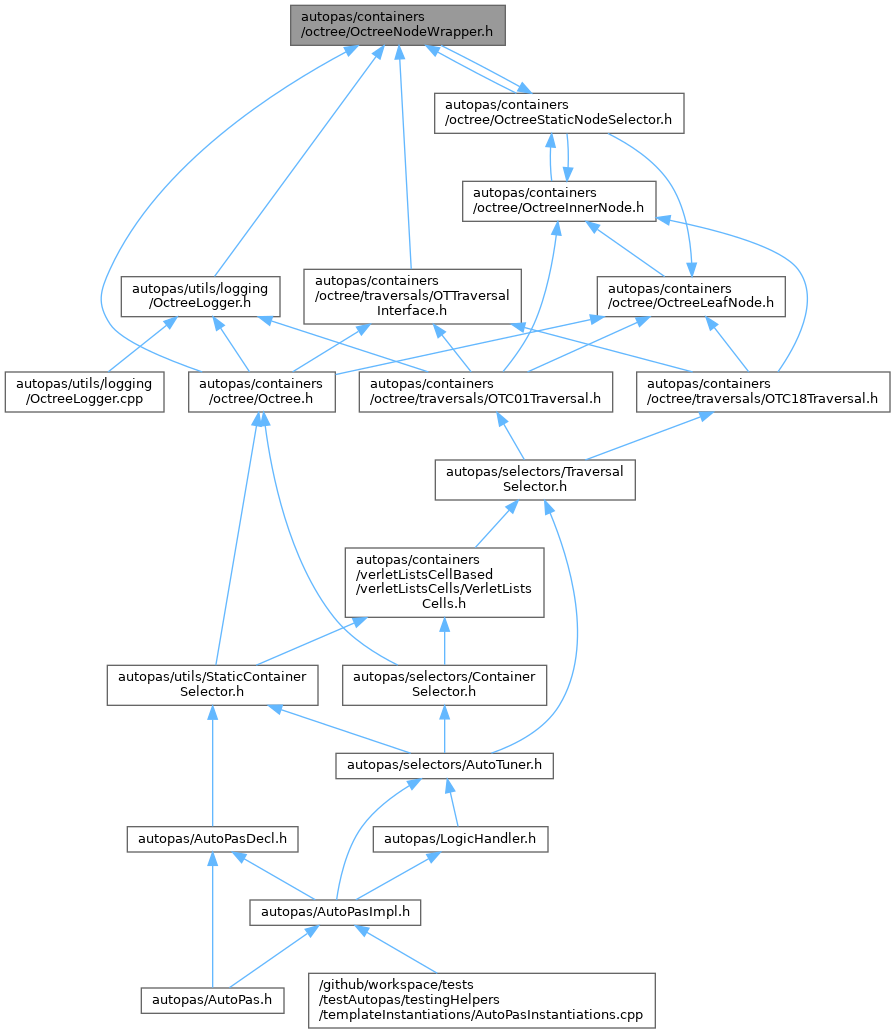 autopas/containers
/octree/OctreeNodeWrapper.h
autopas/containers
/octree/OctreeStaticNodeSelector.h
autopas/containers
/octree/OctreeInnerNode.h
autopas/utils/logging
/OctreeLogger.h
autopas/containers
/octree/traversals/OTTraversal
Interface.h
autopas/containers
/octree/OctreeLeafNode.h
autopas/utils/logging
/OctreeLogger.cpp
autopas/containers
/octree/Octree.h
autopas/containers
/octree/traversals/OTC01Traversal.h
autopas/containers
/octree/traversals/OTC18Traversal.h
autopas/selectors/Traversal
Selector.h
autopas/containers
/verletListsCellBased
/verletListsCells/VerletLists
Cells.h
autopas/utils/StaticContainer
Selector.h
autopas/selectors/Container
Selector.h
autopas/selectors/AutoTuner.h
autopas/AutoPasDecl.h
autopas/LogicHandler.h
autopas/AutoPasImpl.h
autopas/AutoPas.h
/github/workspace/tests
/testAutopas/testingHelpers
/templateInstantiations/AutoPasInstantiations.cpp